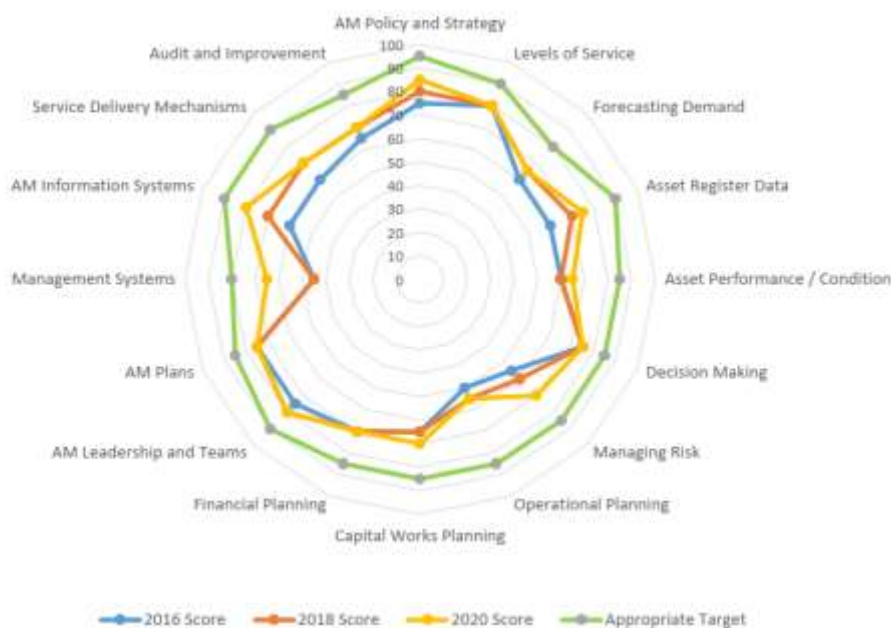 AM Policy and Strategy
Audit and Improvement
Levels of Service
Service Delivery Mechanisms
Forecasting Demand
AM Information Systems
Asset Register Data
Management Systems
Asset Performance / Condition
AM Plans
Decision Making
AM Leadership and Teams
Managing Risk
Financial Planning
Operational Planning
Capital Works Planning
100
90
80
70
60
50
40
30
20
10
0
2016 Score 2018 Score 2020 Score Appropriate Target